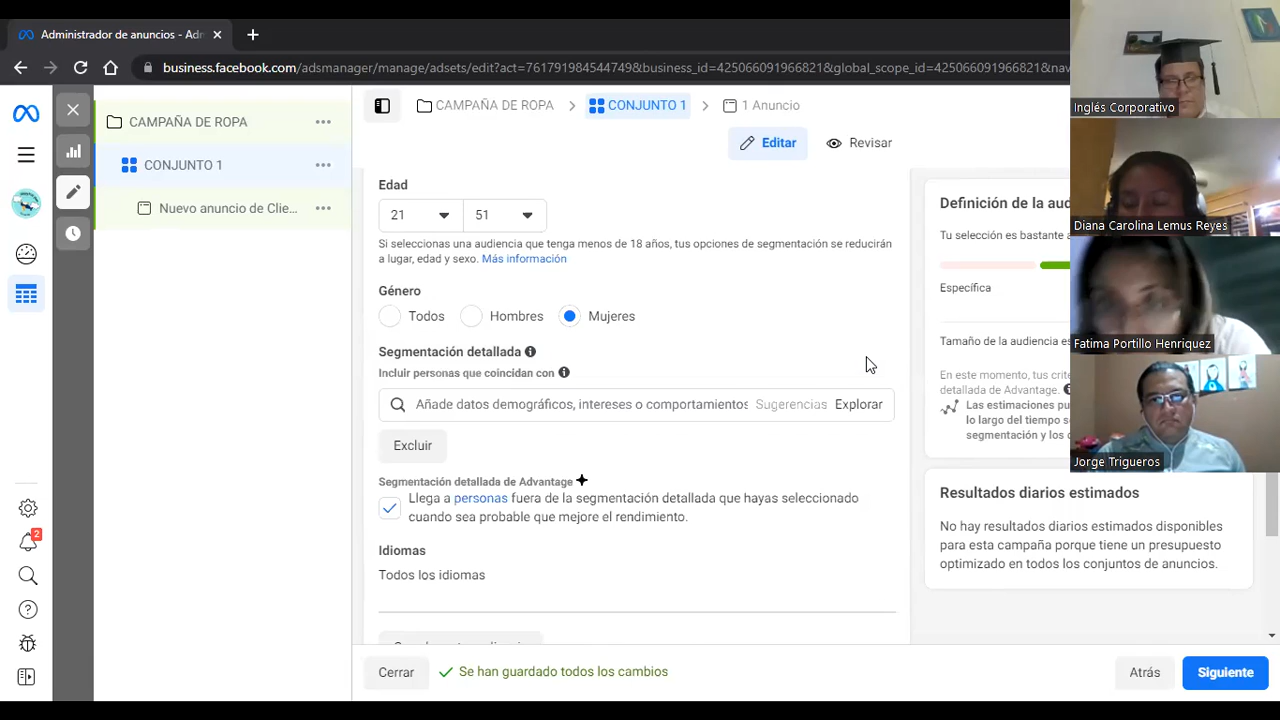 Administrador de anuncios - Adn
business.facebook.com/adsmanager/manage/adsets/edit?act=761791984544749&business_id=425066091966821&global_scope_id=425066091966821&nav
CAMPAÑA DE ROPA
CONJUNTO 1
Nuevo anuncio de Clie...
2
CAMPAÑA DE ROPA
CONJUNTO 1
1 Anuncio
Editar
Revisar
Edad
21
51
Si seleccionas una audiencia que tenga menos de 18 años, tus opciones de segmentación se reducirán
a lugar, edad y sexo. Más información
Género
Todos
Hombres
Mujeres
Segmentación detallada
Incluir personas que coincidan con
Añade datos demográficos, intereses o comportamientos
Sugerencias
Explorar
Excluir
Segmentación detallada de Advantage
Llega a personas fuera de la segmentación detallada que hayas seleccionado
cuando sea probable que mejore el rendimiento.
Idiomas
Todos los idiomas
Cerrar
Se han guardado todos los cambios
Atrás
Siguiente
Definición de la aud
Tu selección es bastante a
Específica
Tamaño de la audiencia es
En este momento, tus crite
detallada de Advantage.
Las estimaciones pu
lo largo del tiempo s
segmentación y los d
Resultados diarios estimados
No hay resultados diarios estimados disponibles
para esta campaña porque tiene un presupuesto
optimizado en todos los conjuntos de anuncios.
Inglés Corporativo
Diana Carolina Lemus Reyes
Fatima Portillo Henriquez
Jorge Trigueros